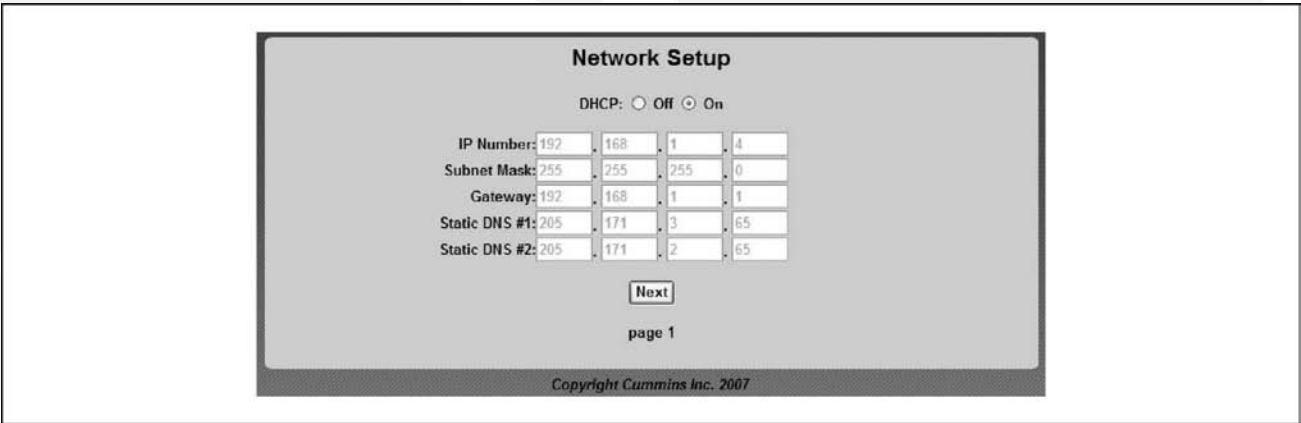 Network Setup
DHCP: Off On
IP Number: 192 . 168 . 1 . 4
Subnet Mask: 255 . 255 . 255 . 0
Gateway: 192 . 168 . 1 . 1
Static DNS #1: 205 . 171 . 3 . 65
Static DNS #2: 205 . 171 . 2 . 65
Next
page 1
Copyright Cummins Inc. 2007